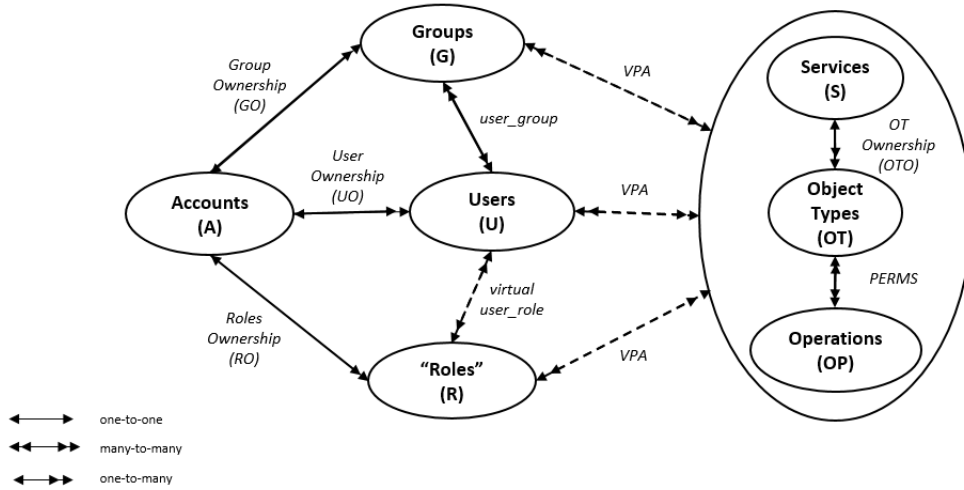 Groups
(G)
Group
Ownership
(GO)
VPA
user_group
Services
(S)
OT
Ownership
(OTO)
User
Ownership
(UO)
Accounts
(A)
Users
(U)
VPA
Object
Types
(OT)
virtual
user_role
PERMS
Roles
Ownership
(RO)
“Roles”
(R)
VPA
Operations
(OP)
one-to-one
many-to-many
one-to-many